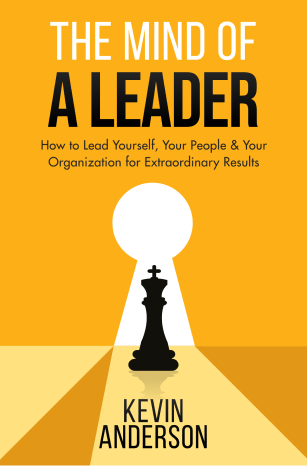 THE MIND OF
A LEADER
How to Lead Yourself, Your People & Your
Organization for Extraordinary Results
KEVIN
ANDERSON